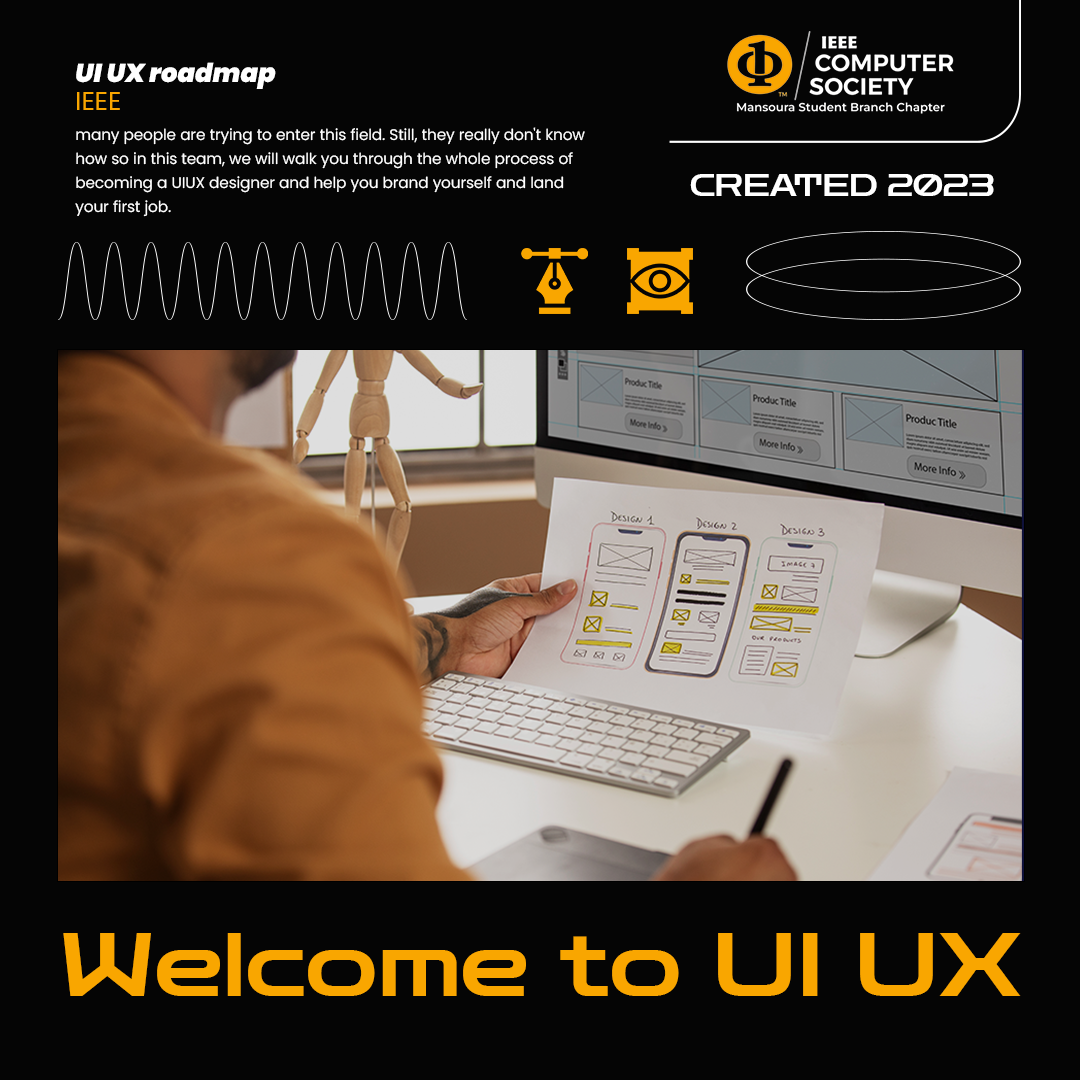 UI UX roadmap
IEEE
many people are trying to enter this field. Still, they really don't know
how so in this team, we will walk you through the whole process of
becoming a UIUX designer and help you brand yourself and land
your first job.
IEEE
COMPUTER
SOCIETY
TM
Mansoura Student Branch Chapter
CREATED 2023
Produc Title
More Info »
Produc Title
More Info »
Produc Title
More Info »
DESIGN 1
DESIGN 2
DESIGN 3
IMAGE 7
OUR PRODUCTS
Welcome to UI UX